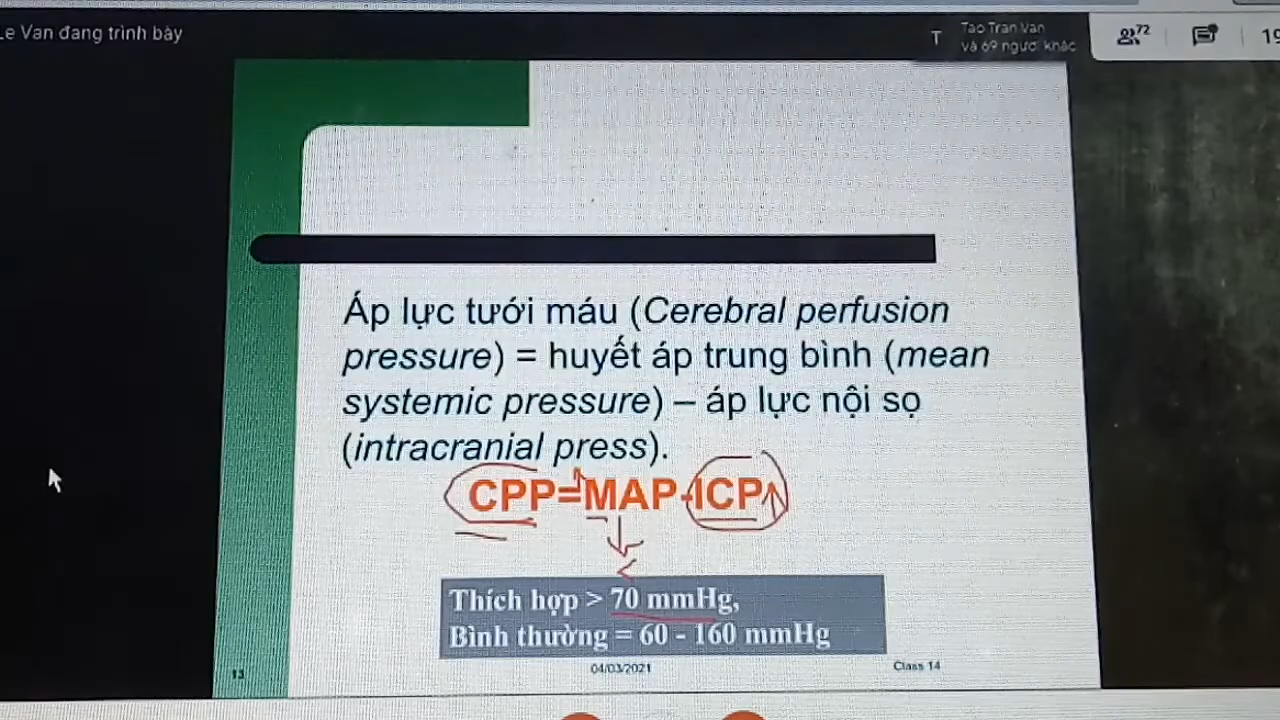 Le Van đang trình bày
T
Tao Tran Van
và 69 người khác
72
Áp lực tưới máu (Cerebral perfusion
pressure) = huyết áp trung bình (mean
systemic pressure) – áp lực nội sọ
(intracranial press).
CPP=MAP-ICP
Thích hợp > 70 mmHg,
Bình thường = 60 - 160 mmHg
13
04/03/2021
Class 14